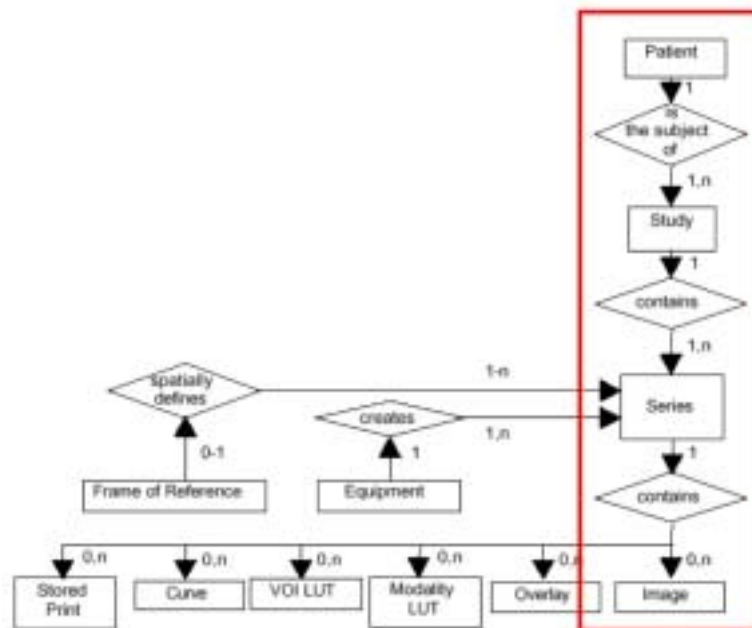 Patient
1
is
the subject
of
1,n
Study
1
contains
1,n
spatially
defines
1-n
Series
creates
1,n
0-1
1
1
Frame of Reference
Equipment
contains
0,n
0,n
0,n
0,n
0,n
0,n
Stored
Print
Curve
VOI LUT
Modality
LUT
Overlay
Image